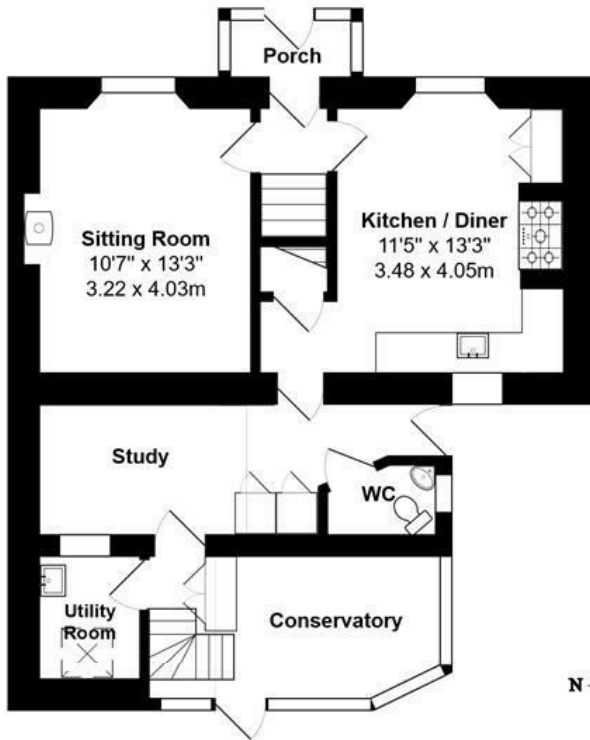 Porch
Sitting Room
10'7" x 13'3"
3.22 x 4.03m
Kitchen / Diner
11'5" x 13'3"
3.48 x 4.05m
Study
WC
Utility
Room
Conservatory
N